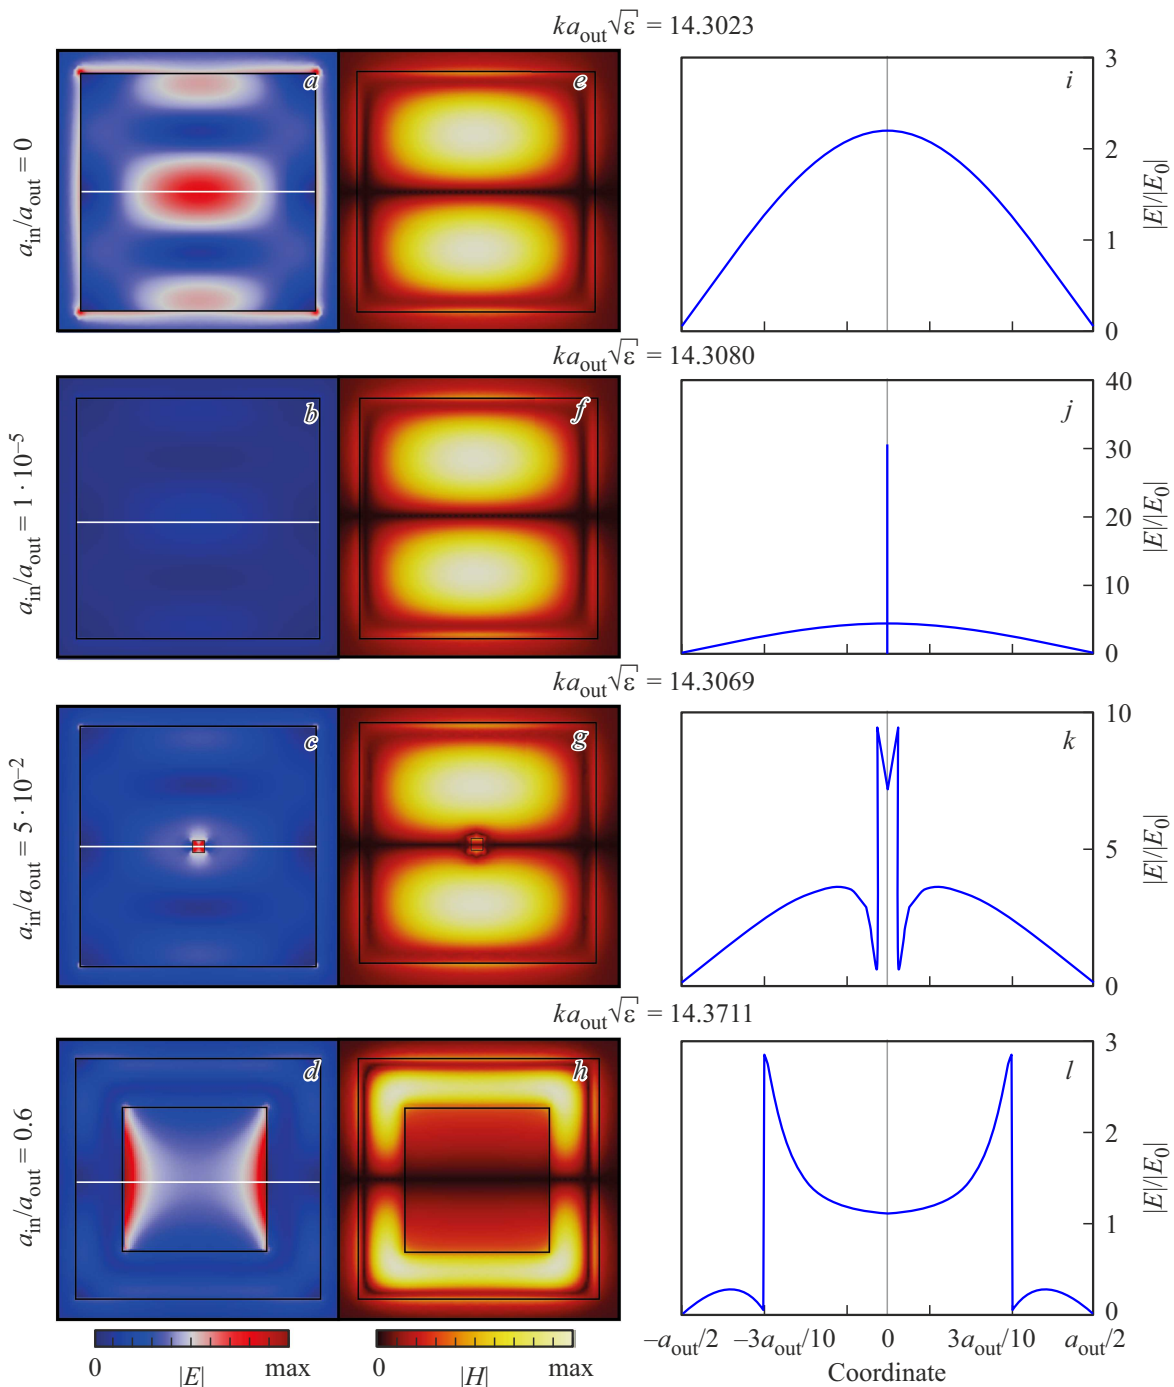 ka_out√ε = 14.3023
a_in/a_out = 0
a
e
i
3
2
1
0
|E|/|E_0|
ka_out√ε = 14.3080
a_in/a_out = 1 · 10^−5
b
f
j
40
30
20
10
0
|E|/|E_0|
ka_out√ε = 14.3069
a_in/a_out = 5 · 10^−2
c
g
k
10
5
0
|E|/|E_0|
ka_out√ε = 14.3711
a_in/a_out = 0.6
d
h
l
3
2
1
0
|E|/|E_0|
0 |E| max
0 |H| max
−a_out/2 −3a_out/10 0 3a_out/10 a_out/2
Coordinate